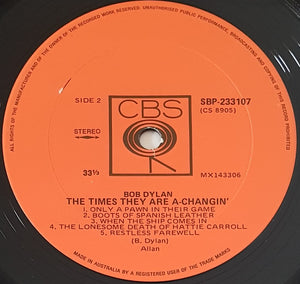 ALL RIGHTS OF THE MANUFACTURER AND OF THE OWNER OF THE RECORDED WORK RESERVED. UNAUTHORISED PUBLIC PERFORMANCE, BROADCASTING AND COPYING OF THIS RECORD PROHIBITED
CBS
SIDE 2
SBP-233107
(CS 8905)
STEREO
33⅓
MX143306
BOB DYLAN
THE TIMES THEY ARE A-CHANGIN'
1. ONLY A PAWN IN THEIR GAME
2. BOOTS OF SPANISH LEATHER
3. WHEN THE SHIP COMES IN
4. THE LONESOME DEATH OF HATTIE CARROLL
5. RESTLESS FAREWELL
(B. Dylan)
Allan
MADE IN AUSTRALIA BY A REGISTERED USER OF THE TRADE MARKS